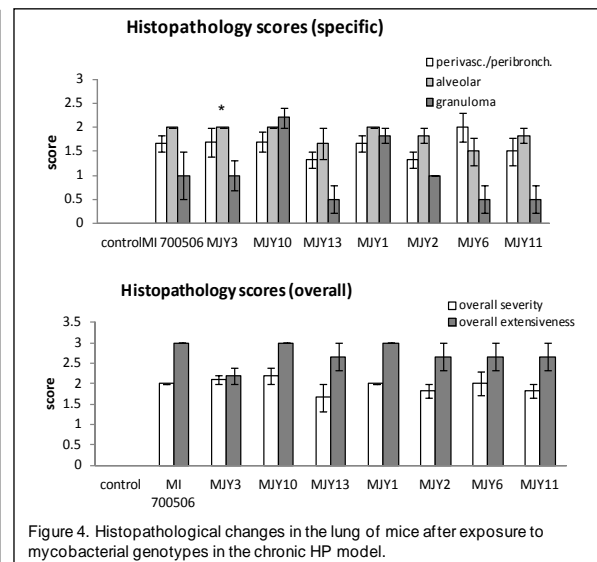 Histopathology scores (specific)
perivasc./peribronch.
alveolar
granuloma
3
2.5
2
1.5
1
0.5
0
score
*
controlMI 700506 MJY3 MJY10 MJY13 MJY1 MJY2 MJY6 MJY11
Histopathology scores (overall)
overall severity
overall extensiveness
3.5
3
2.5
2
1.5
1
0.5
0
score
control MI 700506 MJY3 MJY10 MJY13 MJY1 MJY2 MJY6 MJY11
Figure 4. Histopathological changes in the lung of mice after exposure to
mycobacterial genotypes in the chronic HP model.